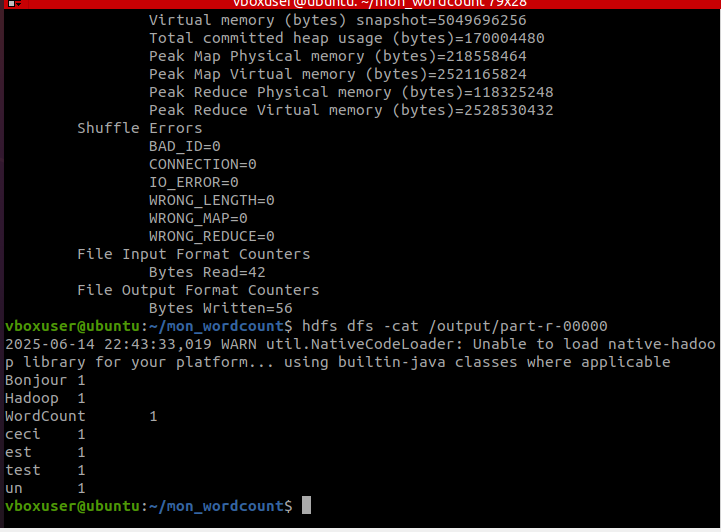 vboxuser@ubuntu: ~/mon_wordcount 79x28
Virtual memory (bytes) snapshot=5049696256
Total committed heap usage (bytes)=170004480
Peak Map Physical memory (bytes)=218558464
Peak Map Virtual memory (bytes)=2521165824
Peak Reduce Physical memory (bytes)=118325248
Peak Reduce Virtual memory (bytes)=2528530432
Shuffle Errors
BAD_ID=0
CONNECTION=0
IO_ERROR=0
WRONG_LENGTH=0
WRONG_MAP=0
WRONG_REDUCE=0
File Input Format Counters
Bytes Read=42
File Output Format Counters
Bytes Written=56
vboxuser@ubuntu:~/mon_wordcount$ hdfs dfs -cat /output/part-r-00000
2025-06-14 22:43:33,019 WARN util.NativeCodeLoader: Unable to load native-hadoo
p library for your platform... using builtin-java classes where applicable
Bonjour 1
Hadoop 1
WordCount 1
ceci 1
est 1
test 1
un 1
vboxuser@ubuntu:~/mon_wordcount$